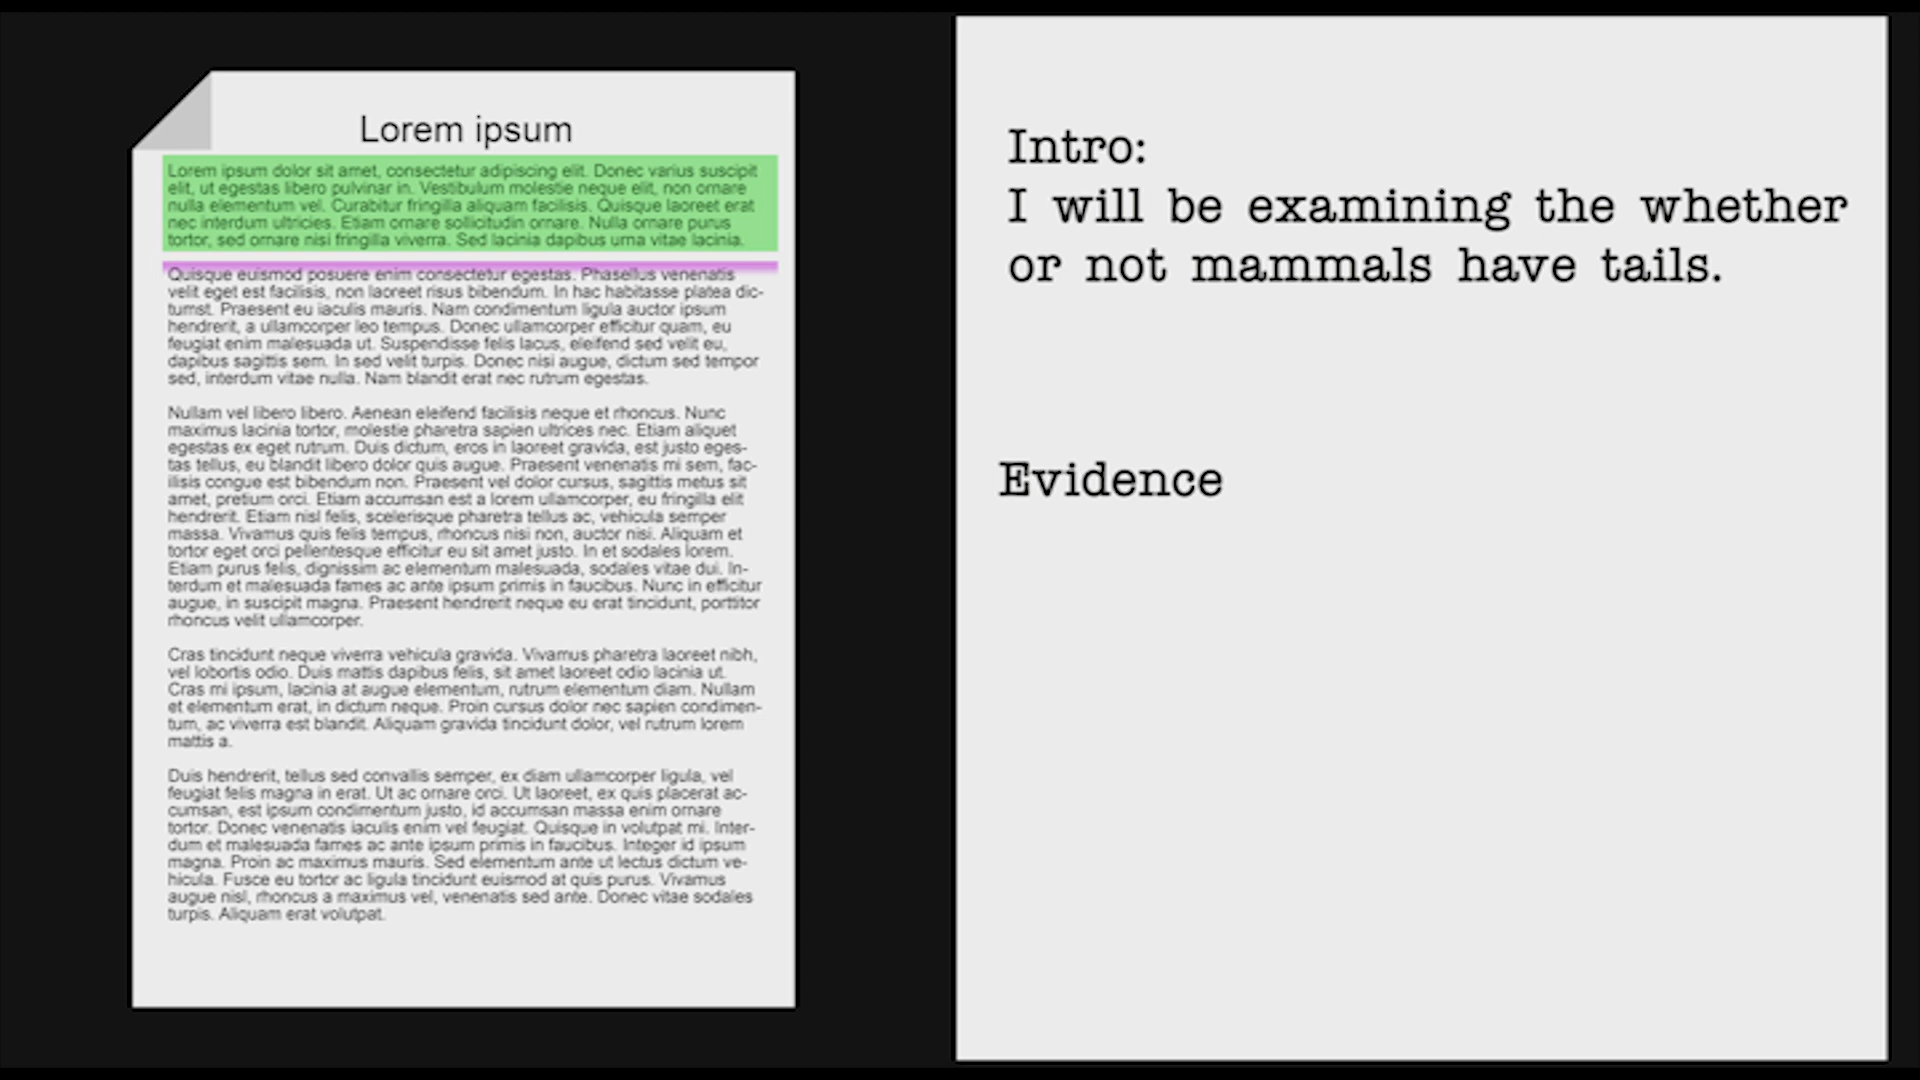 Lorem ipsum
Lorem ipsum dolor sit amet, consectetur adipiscing elit. Donec varius suscipit
elit, ut egestas libero pulvinar in. Vestibulum molestie neque elit, non ornare
nulla elementum vel. Curabitur fringilla aliquam facilisis. Quisque laoreet erat
nec interdum ultricies. Etiam ornare sollicitudin ornare. Nulla ornare purus
tortor, sed ornare nisi fringilla viverra. Sed lacinia dapibus urna vitae lacinia.
Quisque euismod posuere enim consectetur egestas. Phasellus venenatis
velit eget est facilisis, non laoreet risus bibendum. In hac habitasse platea dic-
tumst. Praesent eu iaculis mauris. Nam condimentum ligula auctor ipsum
hendrerit, a ullamcorper leo tempus. Donec ullamcorper efficitur quam, eu
feugiat enim malesuada ut. Suspendisse felis lacus, eleifend sed velit eu,
dapibus sagittis sem. In sed velit turpis. Donec nisi augue, dictum sed tempor
sed, interdum vitae nulla. Nam blandit erat nec rutrum egestas.
Nullam vel libero libero. Aenean eleifend facilisis neque et rhoncus. Nunc
maximus lacinia tortor, molestie pharetra sapien ultrices nec. Etiam aliquet
egestas ex eget rutrum. Duis dictum, eros in laoreet gravida, est justo eges-
tas tellus, eu blandit libero dolor quis augue. Praesent venenatis mi sem, fac-
ilisis congue est bibendum non. Praesent vel dolor cursus, sagittis metus sit
amet, pretium orci. Etiam accumsan est a lorem ullamcorper, eu fringilla elit
hendrerit. Etiam nisl felis, scelerisque pharetra tellus ac, vehicula semper
massa. Vivamus quis felis tempus, rhoncus nisi non, auctor nisi. Aliquam et
tortor eget orci pellentesque efficitur eu sit amet justo. In et sodales lorem.
Etiam purus felis, dignissim ac elementum malesuada, sodales vitae dui. In-
terdum et malesuada fames ac ante ipsum primis in faucibus. Nunc in efficitur
augue, in suscipit magna. Praesent hendrerit neque eu erat tincidunt, porttitor
rhoncus velit ullamcorper.
Cras tincidunt neque viverra vehicula gravida. Vivamus pharetra laoreet nibh,
vel lobortis odio. Duis mattis dapibus felis, sit amet laoreet odio lacinia ut.
Cras mi ipsum, lacinia at augue elementum, rutrum elementum diam. Nullam
et elementum erat, in dictum neque. Proin cursus dolor nec sapien condimen-
tum, ac viverra est blandit. Aliquam gravida tincidunt dolor, vel rutrum lorem
mattis a.
Duis hendrerit, tellus sed convallis semper, ex diam ullamcorper ligula, vel
feugiat felis magna in erat. Ut ac ornare orci. Ut laoreet, ex quis placerat ac-
cumsan, est ipsum condimentum justo, id accumsan massa enim ornare
tortor. Donec venenatis iaculis enim vel feugiat. Quisque in volutpat mi. Inter-
dum et malesuada fames ac ante ipsum primis in faucibus. Integer id ipsum
magna. Proin ac maximus mauris. Sed elementum ante ut lectus dictum ve-
hicula. Fusce eu tortor ac ligula tincidunt euismod at quis purus. Vivamus
augue nisl, rhoncus a maximus vel, venenatis sed ante. Donec vitae sodales
turpis. Aliquam erat volutpat.
Intro:
I will be examining the whether
or not mammals have tails.
Evidence